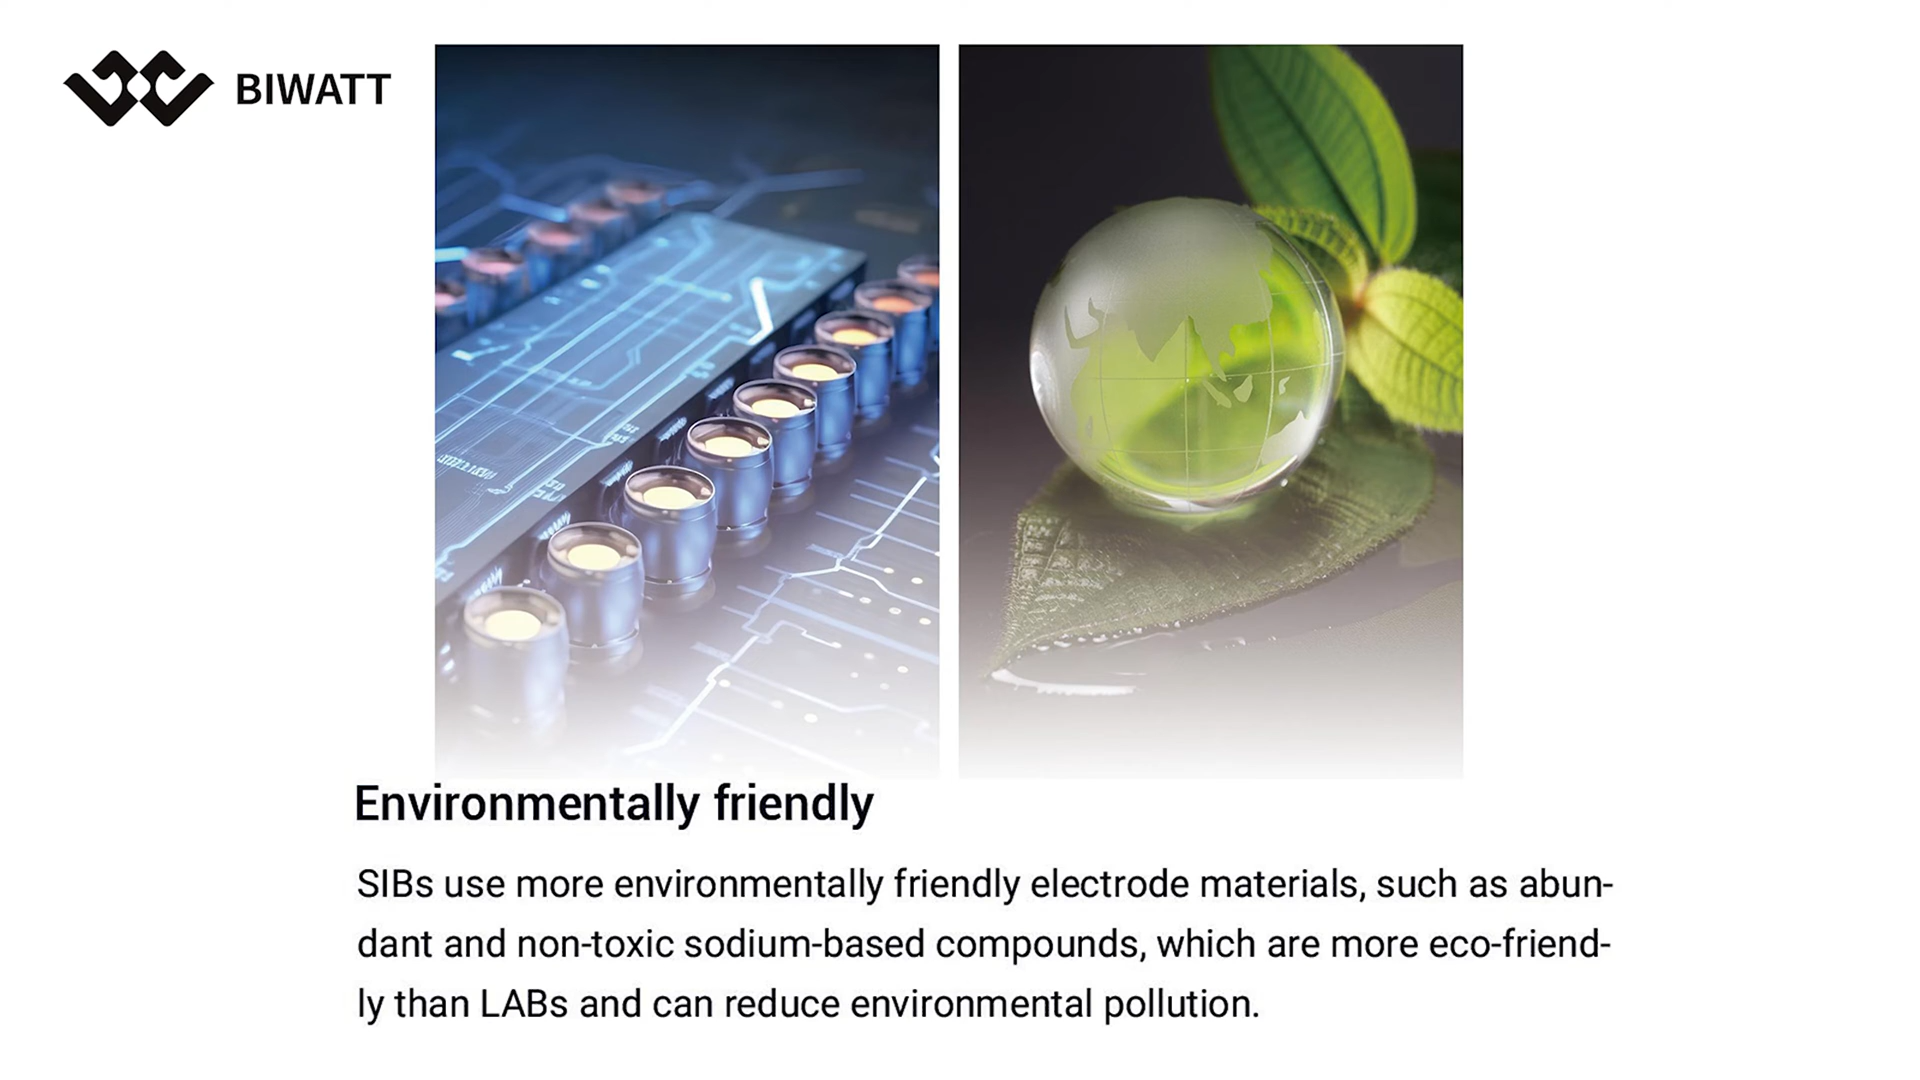 BIWATT
Environmentally friendly
SIBs use more environmentally friendly electrode materials, such as abun-
dant and non-toxic sodium-based compounds, which are more eco-friend-
ly than LABs and can reduce environmental pollution.